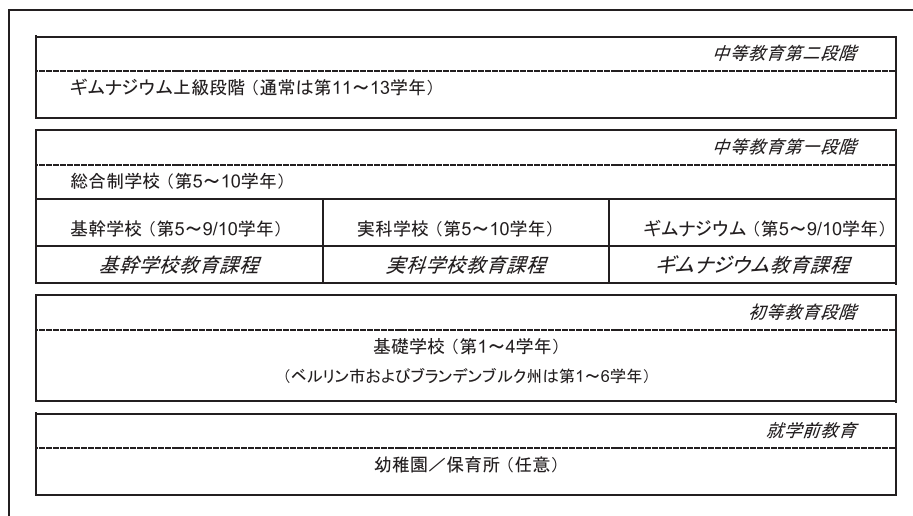 中等教育第二段階
ギムナジウム上級段階（通常は第11～13学年）
中等教育第一段階
総合制学校（第5～10学年）
基幹学校（第5～9/10学年）
実科学校（第5～10学年）
ギムナジウム（第5～9/10学年）
基幹学校教育課程
実科学校教育課程
ギムナジウム教育課程
初等教育段階
基礎学校（第1～4学年）
（ベルリン市およびブランデンブルク州は第1～6学年）
就学前教育
幼稚園／保育所（任意）